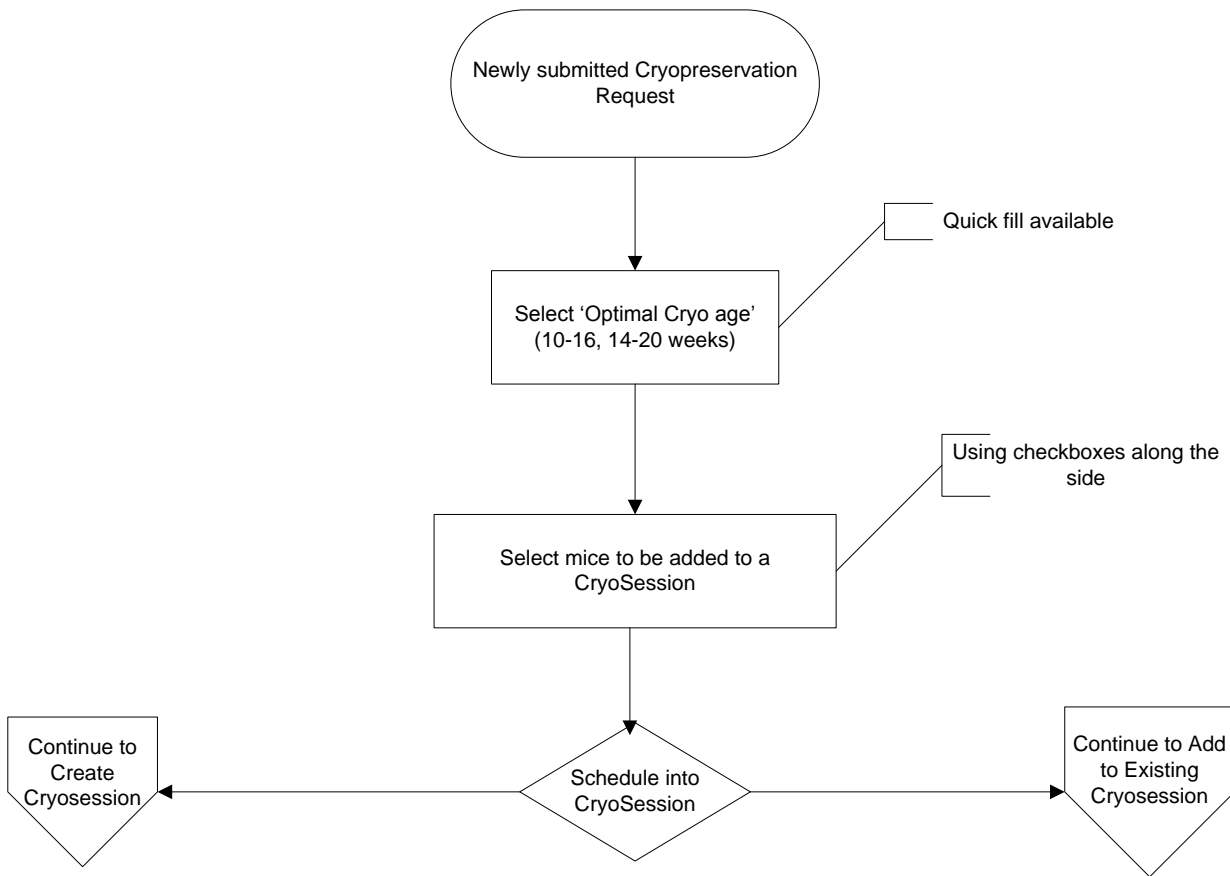 Newly submitted Cryopreservation
Request
Quick fill available
Select ‘Optimal Cryo age’
(10-16, 14-20 weeks)
Using checkboxes along the
side
Select mice to be added to a
CryoSession
Continue to
Create
Cryosession
Schedule into
CryoSession
Continue to Add
to Existing
Cryosession